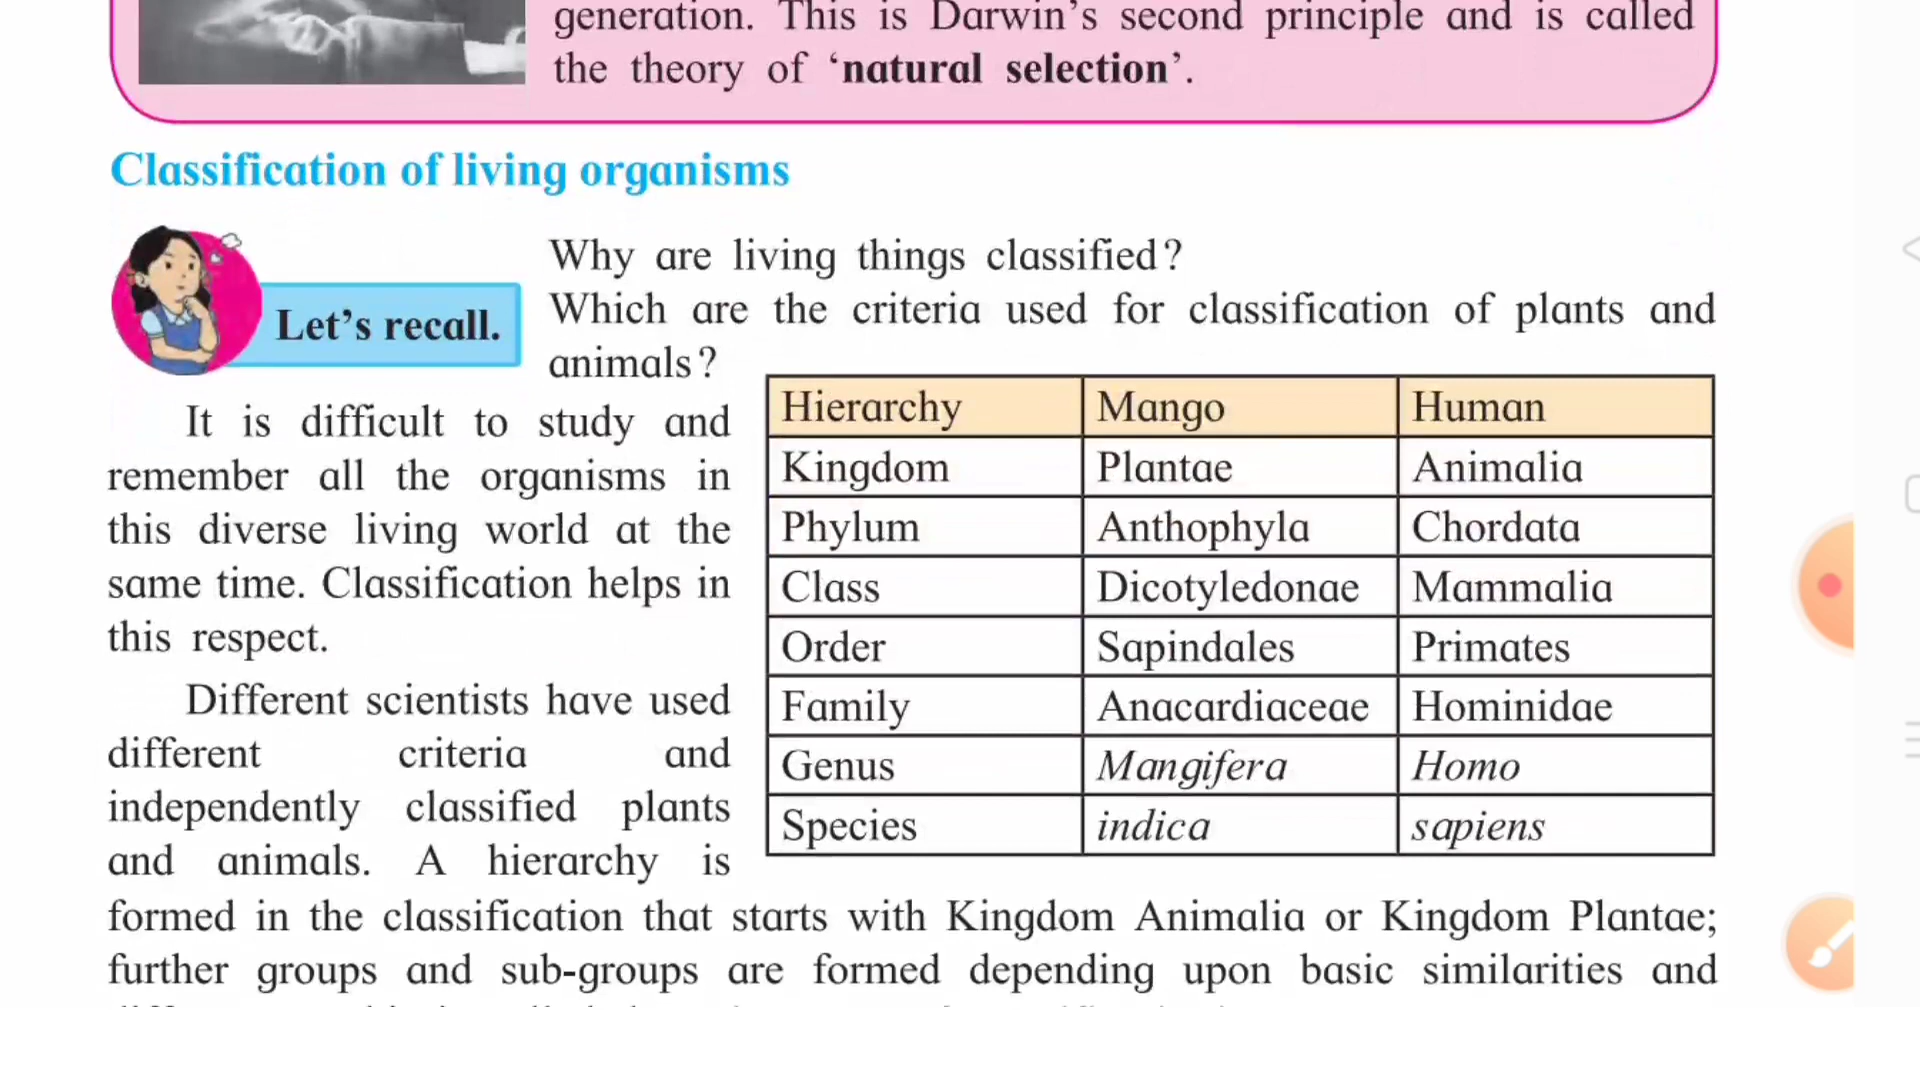 generation. This is Darwin's second principle and is called
the theory of ‘natural selection’.
Classification of living organisms
Let's recall.
Why are living things classified?
Which are the criteria used for classification of plants and
animals?
It is difficult to study and
remember all the organisms in
this diverse living world at the
same time. Classification helps in
this respect.
Different scientists have used
different criteria and
independently classified plants
and animals. A hierarchy is
Hierarchy Mango Human
Kingdom Plantae Animalia
Phylum Anthophyla Chordata
Class Dicotyledonae Mammalia
Order Sapindales Primates
Family Anacardiaceae Hominidae
Genus Mangifera Homo
Species indica sapiens
formed in the classification that starts with Kingdom Animalia or Kingdom Plantae;
further groups and sub-groups are formed depending upon basic similarities and